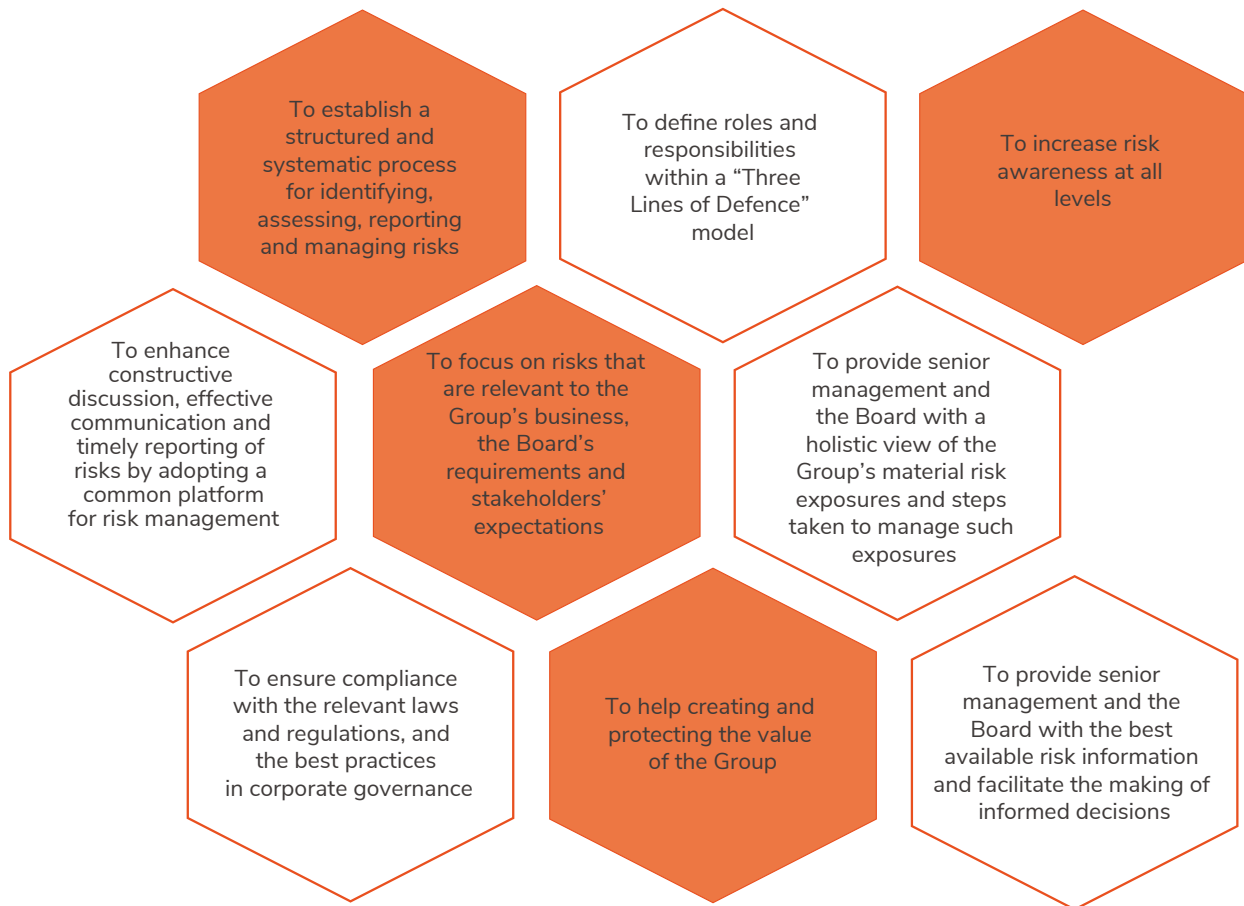 To establish a
structured and
systematic process
for identifying,
assessing, reporting
and managing risks
To define roles and
responsibilities
within a “Three
Lines of Defence”
model
To increase risk
awareness at all
levels
To enhance
constructive
discussion, effective
communication and
timely reporting of
risks by adopting a
common platform
for risk management
To focus on risks that
are relevant to the
Group’s business,
the Board’s
requirements and
stakeholders’
expectations
To provide senior
management and
the Board with a
holistic view of the
Group’s material risk
exposures and steps
taken to manage such
exposures
To ensure compliance
with the relevant laws
and regulations, and
the best practices
in corporate governance
To help creating and
protecting the value
of the Group
To provide senior
management and the
Board with the best
available risk information
and facilitate the making of
informed decisions